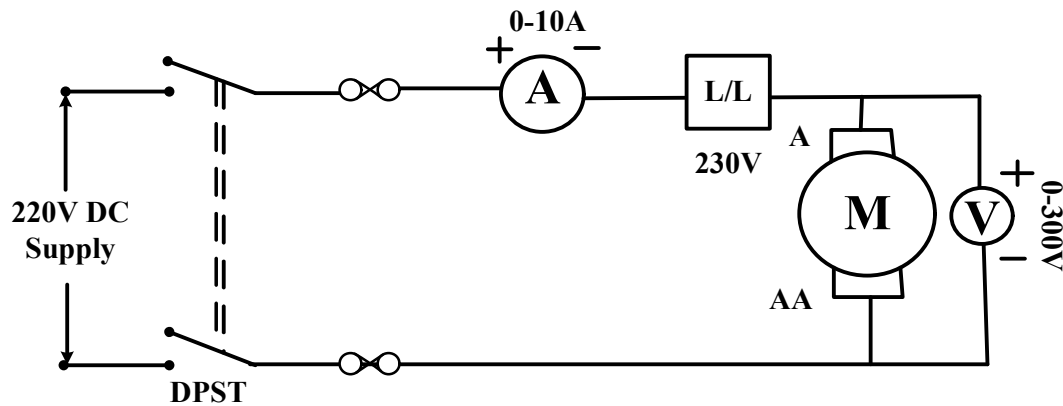 0-10A
+ −
A
L/L
230V
A
M
AA
+
V
−
0-300V
220V DC
Supply
DPST